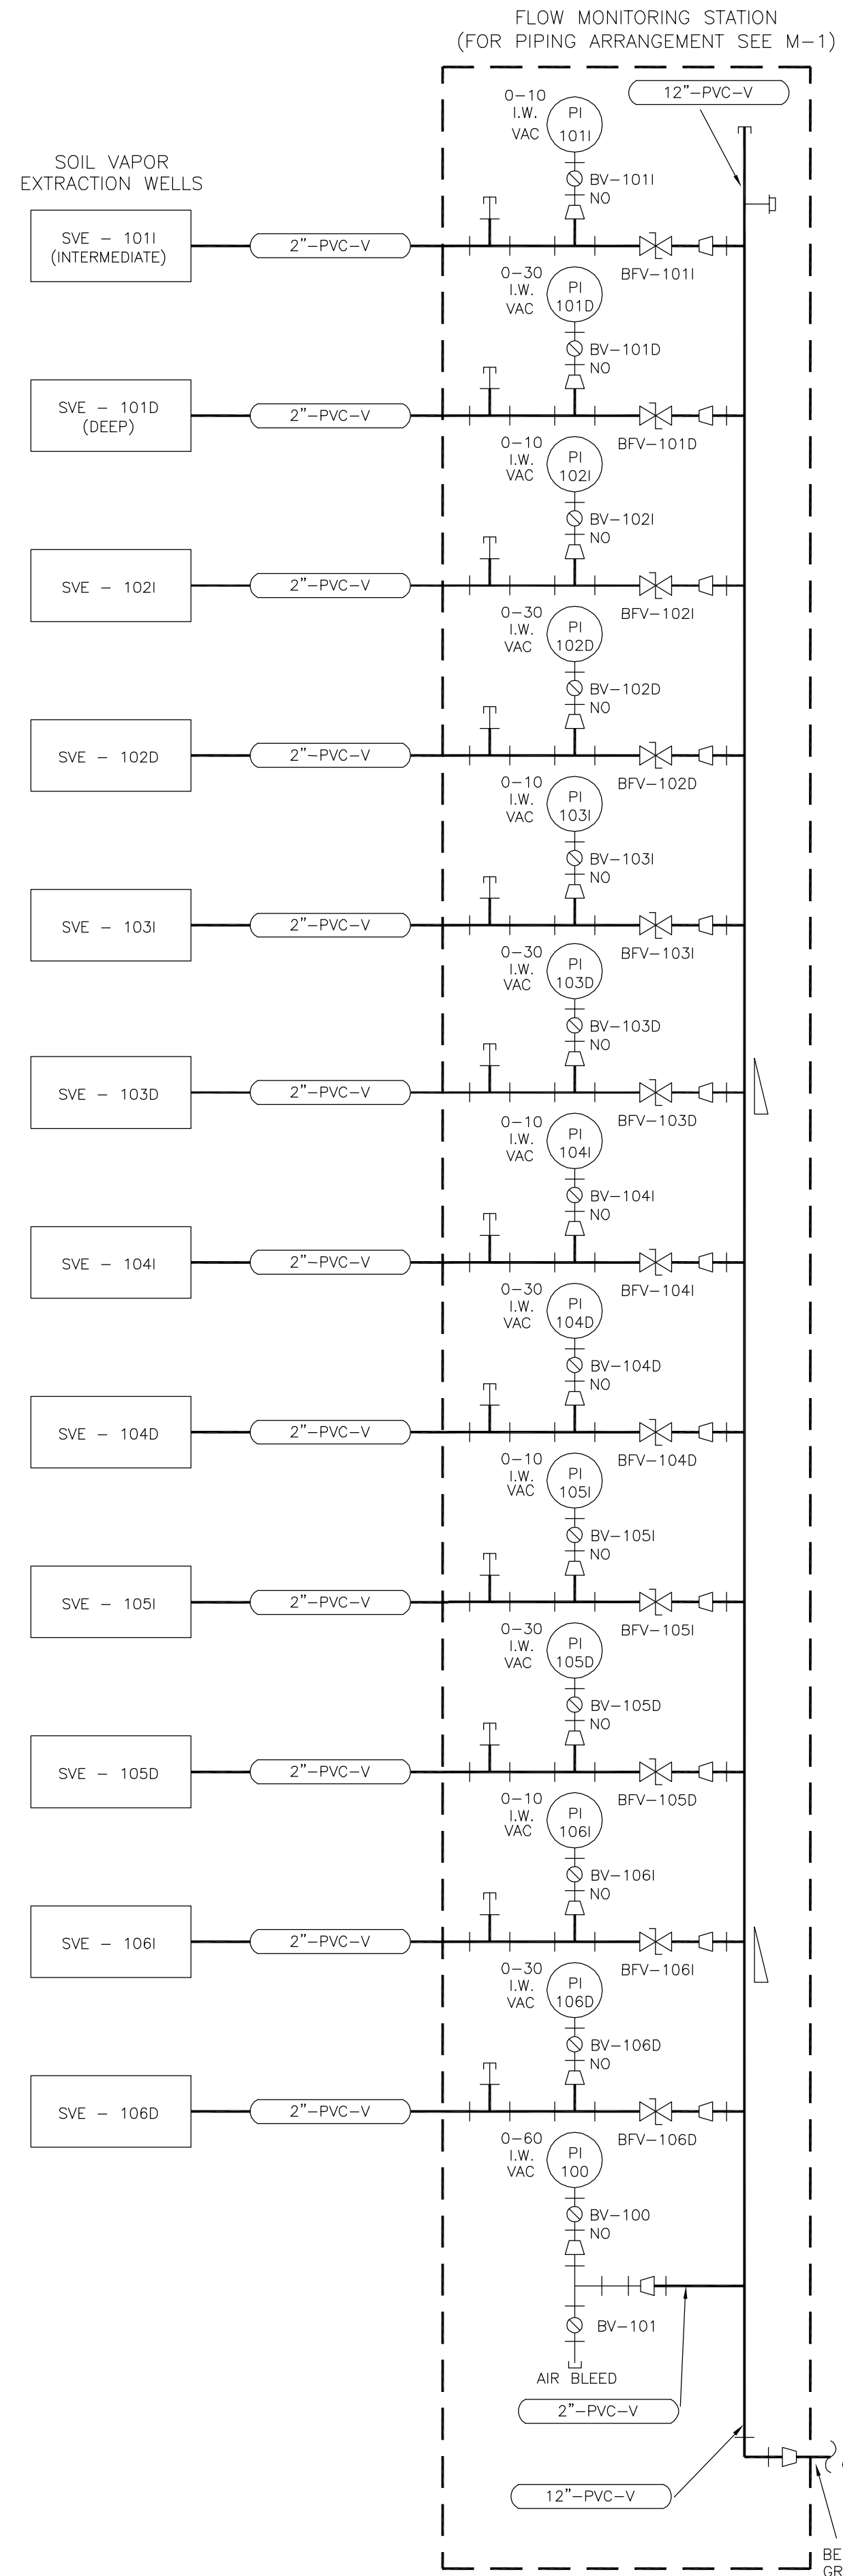 FLOW MONITORING STATION
(FOR PIPING ARRANGEMENT SEE M-1)
12"-PVC-V
SOIL VAPOR
EXTRACTION WELLS
0-10
I.W.
VAC
PI
101I
BV-101I
NO
SVE - 101I
(INTERMEDIATE)
2"-PVC-V
BFV-101I
0-30
I.W.
VAC
PI
101D
BV-101D
NO
SVE - 101D
(DEEP)
2"-PVC-V
BFV-101D
0-10
I.W.
VAC
PI
102I
BV-102I
NO
SVE - 102I
2"-PVC-V
BFV-102I
0-30
I.W.
VAC
PI
102D
BV-102D
NO
SVE - 102D
2"-PVC-V
BFV-102D
0-10
I.W.
VAC
PI
103I
BV-103I
NO
SVE - 103I
2"-PVC-V
BFV-103I
0-30
I.W.
VAC
PI
103D
BV-103D
NO
SVE - 103D
2"-PVC-V
BFV-103D
0-10
I.W.
VAC
PI
104I
BV-104I
NO
SVE - 104I
2"-PVC-V
BFV-104I
0-30
I.W.
VAC
PI
104D
BV-104D
NO
SVE - 104D
2"-PVC-V
BFV-104D
0-10
I.W.
VAC
PI
105I
BV-105I
NO
SVE - 105I
2"-PVC-V
BFV-105I
0-30
I.W.
VAC
PI
105D
BV-105D
NO
SVE - 105D
2"-PVC-V
BFV-105D
0-10
I.W.
VAC
PI
106I
BV-106I
NO
SVE - 106I
2"-PVC-V
BFV-106I
0-30
I.W.
VAC
PI
106D
BV-106D
NO
SVE - 106D
2"-PVC-V
BFV-106D
0-60
I.W.
VAC
PI
100
BV-100
NO
BV-101
AIR BLEED
2"-PVC-V
12"-PVC-V